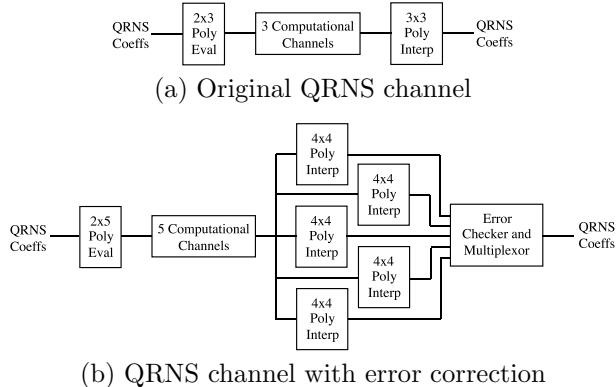 QRNS
Coeffs
2x3
Poly
Eval
3 Computational
Channels
3x3
Poly
Interp
QRNS
Coeffs
(a) Original QRNS channel
4x4
Poly
Interp
4x4
Poly
Interp
QRNS
Coeffs
2x5
Poly
Eval
5 Computational
Channels
4x4
Poly
Interp
Error
Checker and
Multiplexor
QRNS
Coeffs
4x4
Poly
Interp
4x4
Poly
Interp
(b) QRNS channel with error correction